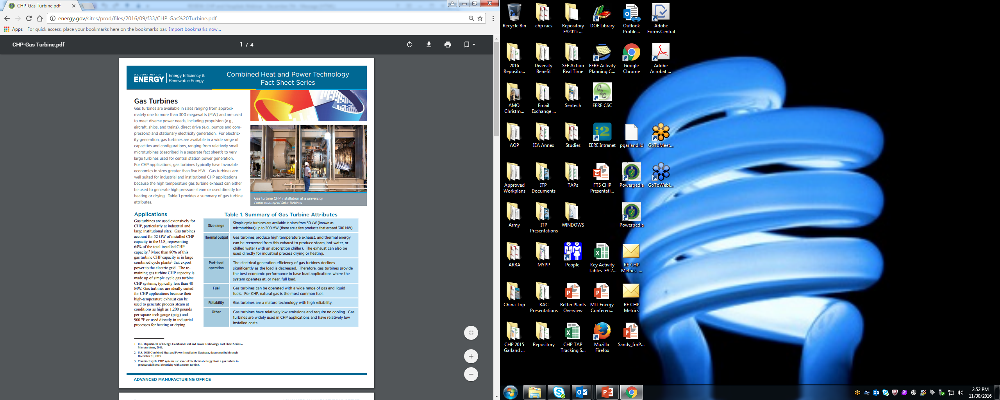 CHP-Gas Turbine.pdf
energy.gov/sites/prod/files/2016/09/f33/CHP-Gas%20Turbine.pdf
Apps For quick access, place your bookmarks here on the bookmarks bar. Import bookmarks now...
CHP-Gas Turbine.pdf
1 / 4
U.S. DEPARTMENT OF
ENERGY
Energy Efficiency &
Renewable Energy
Combined Heat and Power Technology
Fact Sheet Series
Gas Turbines
Gas turbines are available in sizes ranging from approxi-
mately one to more than 300 megawatts (MW) and are used
to meet diverse power needs, including propulsion (e.g.,
aircraft, ships, and trains), direct drive (e.g., pumps and com-
pressors) and stationary electricity generation. For electric-
ity generation, gas turbines are available in a wide range of
capacities and configurations, ranging from relatively small
microturbines (described in a separate fact sheet¹) to very
large turbines used for central station power generation.
For CHP applications, gas turbines typically have favorable
economics in sizes greater than five MW. Gas turbines are
well suited for industrial and institutional CHP applications
because the high temperature gas turbine exhaust can either
be used to generate high pressure steam or used directly for
heating or drying. Table 1 provides a summary of gas turbine
attributes.
Gas turbine CHP installation at a university.
Photo courtesy of Solar Turbines
Applications
Gas turbines are used extensively for
CHP, particularly at industrial and
large institutional sites. Gas turbines
account for 52 GW of installed CHP
capacity in the U.S, representing
64% of the total installed CHP
capacity.² More than 80% of this
gas turbine CHP capacity is in large
combined cycle plants³ that export
power to the electric grid. The re-
maining gas turbine CHP capacity is
made up of simple cycle gas turbine
CHP systems, typically less than 40
MW. Gas turbines are ideally suited
for CHP applications because their
high-temperature exhaust can be
used to generate process steam at
conditions as high as 1,200 pounds
per square inch gauge (psig) and
900 °F or used directly in industrial
processes for heating or drying.
Table 1. Summary of Gas Turbine Attributes
Size range
Simple cycle turbines are available in sizes from 30 kW (known as
microturbines) up to 300 MW (there are a few products that exceed 300 MW).
Thermal output
Gas turbines produce high temperature exhaust, and thermal energy
can be recovered from this exhaust to produce steam, hot water, or
chilled water (with an absorption chiller). The exhaust can also be
used directly for industrial process drying or heating.
Part-load
operation
The electrical generation efficiency of gas turbines declines
significantly as the load is decreased. Therefore, gas turbines provide
the best economic performance in base load applications where the
system operates at, or near, full load.
Fuel
Gas turbines can be operated with a wide range of gas and liquid
fuels. For CHP, natural gas is the most common fuel.
Reliability
Gas turbines are a mature technology with high reliability.
Other
Gas turbines have relatively low emissions and require no cooling. Gas
turbines are widely used in CHP applications and have relatively low
installed costs.
1 U.S. Department of Energy, Combined Heat and Power Technology Fact Sheet Series –
Microturbines, 2016.
2 U.S. DOE Combined Heat and Power Installation Database, data compiled through
December 31, 2015.
3 Combined cycle CHP systems use some of the thermal energy from a gas turbine to
produce additional electricity with a steam turbine.
ADVANCED MANUFACTURING OFFICE
Recycle Bin
chp racs
Repository
FY2015 ...
DOE Library
Outlook
Profile...
Adobe
FormsCentral
2016
Reposito...
Diversity
Benefit
SEE Action
Real Time
EERE Activity
Planning C...
Google
Chrome
Adobe
Acrobat ...
AMO
Christm...
Email
Exchange ...
Sentech
CSC
EERE CSC
AOP
IEA Annex
Studies
i2
EERE Intranet
pgarland.id
GoToMeet...
Approved
Workplans
ITP
Documents
TAPs
FTS CHP
Presentati...
Powerpedia
GoToWebi...
Army
ITP
Presentations
WINDOWS
Powerpedia
ARRA
MYPP
People
Key Activity
Tables FY 2...
RE CHP
Metrics ...
China Trip
RAC
Presentations
Better Plants
Overview
MIT Energy
Conferen...
RE CHP
Metrics
CHP 2015
Garland ...
Repository
CHP TAP
Tracking S...
Mozilla
Firefox
Sandy_forP...
2:52 PM
11/30/2016